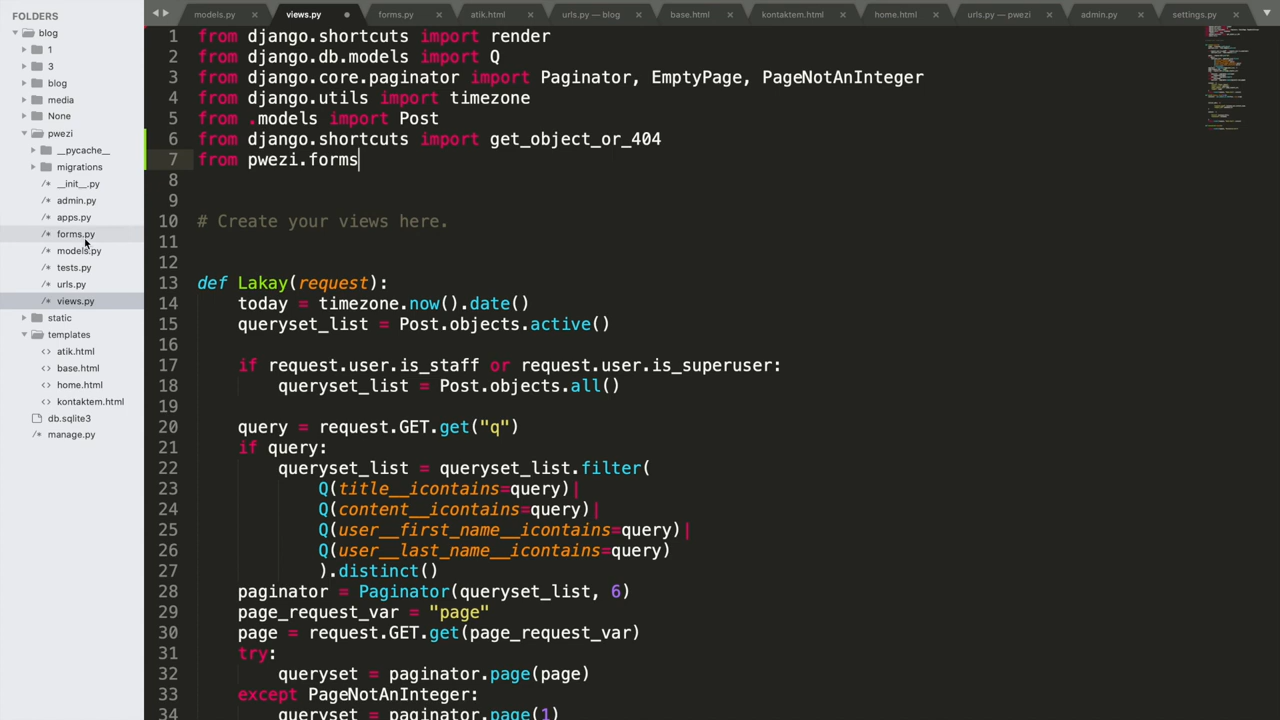 FOLDERS
blog
1
3
blog
media
None
pwezi
__pycache__
migrations
/* __init__.py
/* admin.py
/* apps.py
/* forms.py
/* models.py
/* tests.py
/* urls.py
/* views.py
static
templates
<> atik.html
<> base.html
<> home.html
<> kontaktem.html
db.sqlite3
/* manage.py
models.py
views.py
forms.py
atik.html
urls.py — blog
base.html
kontaktem.html
home.html
urls.py — pwezi
admin.py
settings.py
1 from django.shortcuts import render
2 from django.db.models import Q
3 from django.core.paginator import Paginator, EmptyPage, PageNotAnInteger
4 from django.utils import timezone
5 from .models import Post
6 from django.shortcuts import get_object_or_404
7 from pwezi.forms
8
9
10 # Create your views here.
11
12
13 def Lakay(request):
14 today = timezone.now().date()
15 queryset_list = Post.objects.active()
16
17 if request.user.is_staff or request.user.is_superuser:
18 queryset_list = Post.objects.all()
19
20 query = request.GET.get("q")
21 if query:
22 queryset_list = queryset_list.filter(
23 Q(title__icontains=query)|
24 Q(content__icontains=query)|
25 Q(user__first_name__icontains=query)|
26 Q(user__last_name__icontains=query)
27 ).distinct()
28 paginator = Paginator(queryset_list, 6)
29 page_request_var = "page"
30 page = request.GET.get(page_request_var)
31 try:
32 queryset = paginator.page(page)
33 except PageNotAnInteger:
34 queryset = paginator.page(1)